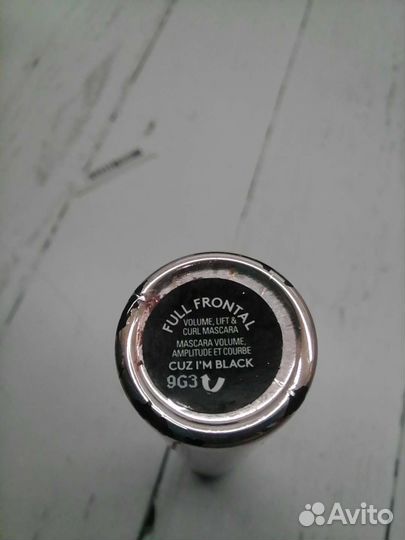 FULL FRONTAL
VOLUME, LIFT &
CURL MASCARA
MASCARA VOLUME,
AMPLITUDE ET COURBE
CUZ I'M BLACK
9G3
Avito